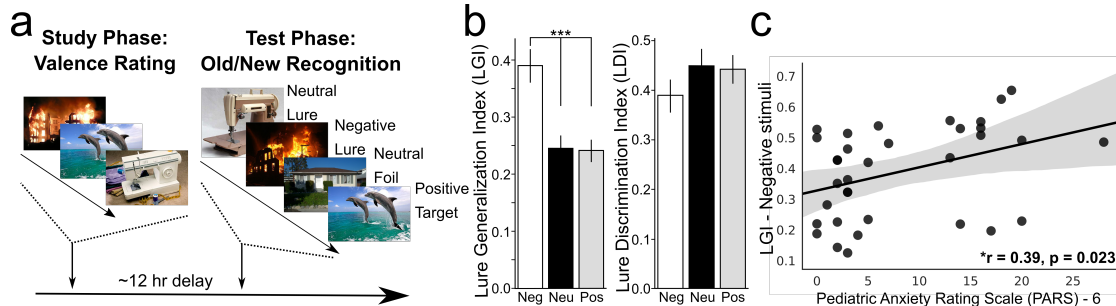 a
Study Phase:
Valence Rating
Test Phase:
Old/New Recognition
Neutral
Lure
Negative
Lure
Neutral
Foil
Positive
Target
~12 hr delay
b
Lure Generalization Index (LGI)
0.4
0.3
0.2
0.1
0.0
***
Neg Neu Pos
Lure Discrimination Index (LDI)
0.5
0.4
0.3
0.2
0.1
0.0
Neg Neu Pos
c
LGI - Negative stimuli
0.7
0.6
0.5
0.4
0.3
0.2
0.1
*r = 0.39, p = 0.023
0 5 10 15 20 25
Pediatric Anxiety Rating Scale (PARS) - 6